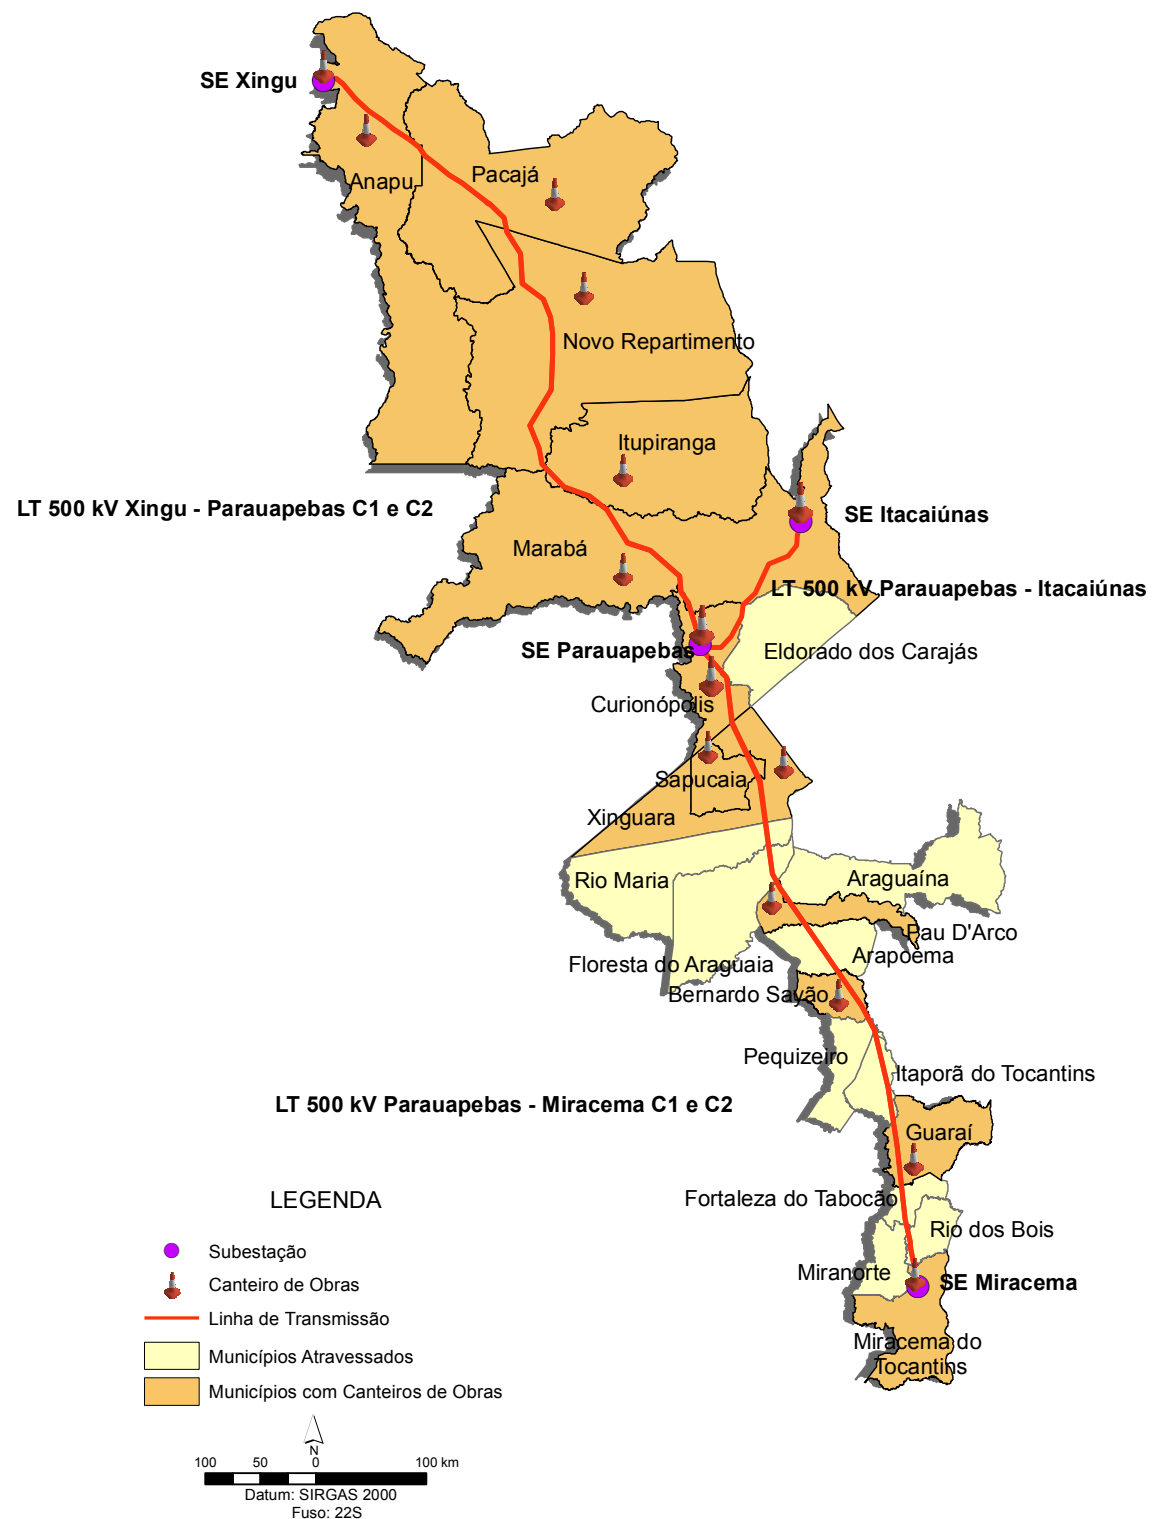 SE Xingu
Anapu
Pacajá
Novo Repartimento
Itupiranga
LT 500 kV Xingu - Parauapebas C1 e C2
SE Itacaiúnas
Marabá
LT 500 kV Parauapebas - Itacaiúnas
SE Parauapebas
Eldorado dos Carajás
Curionópolis
Sapucaia
Xinguara
Rio Maria
Araguaína
Pau D'Arco
Arapoema
Floresta do Araguaia
Bernardo Sayão
Pequizeiro
Itaporã do Tocantins
LT 500 kV Parauapebas - Miracema C1 e C2
Guaraí
Fortaleza do Tabocão
Rio dos Bois
Miranorte
SE Miracema
Miracema do
Tocantins
LEGENDA
Subestação
Canteiro de Obras
Linha de Transmissão
Municípios Atravessados
Municípios com Canteiros de Obras
N
100 50 0 100 km
Datum: SIRGAS 2000
Fuso: 22S